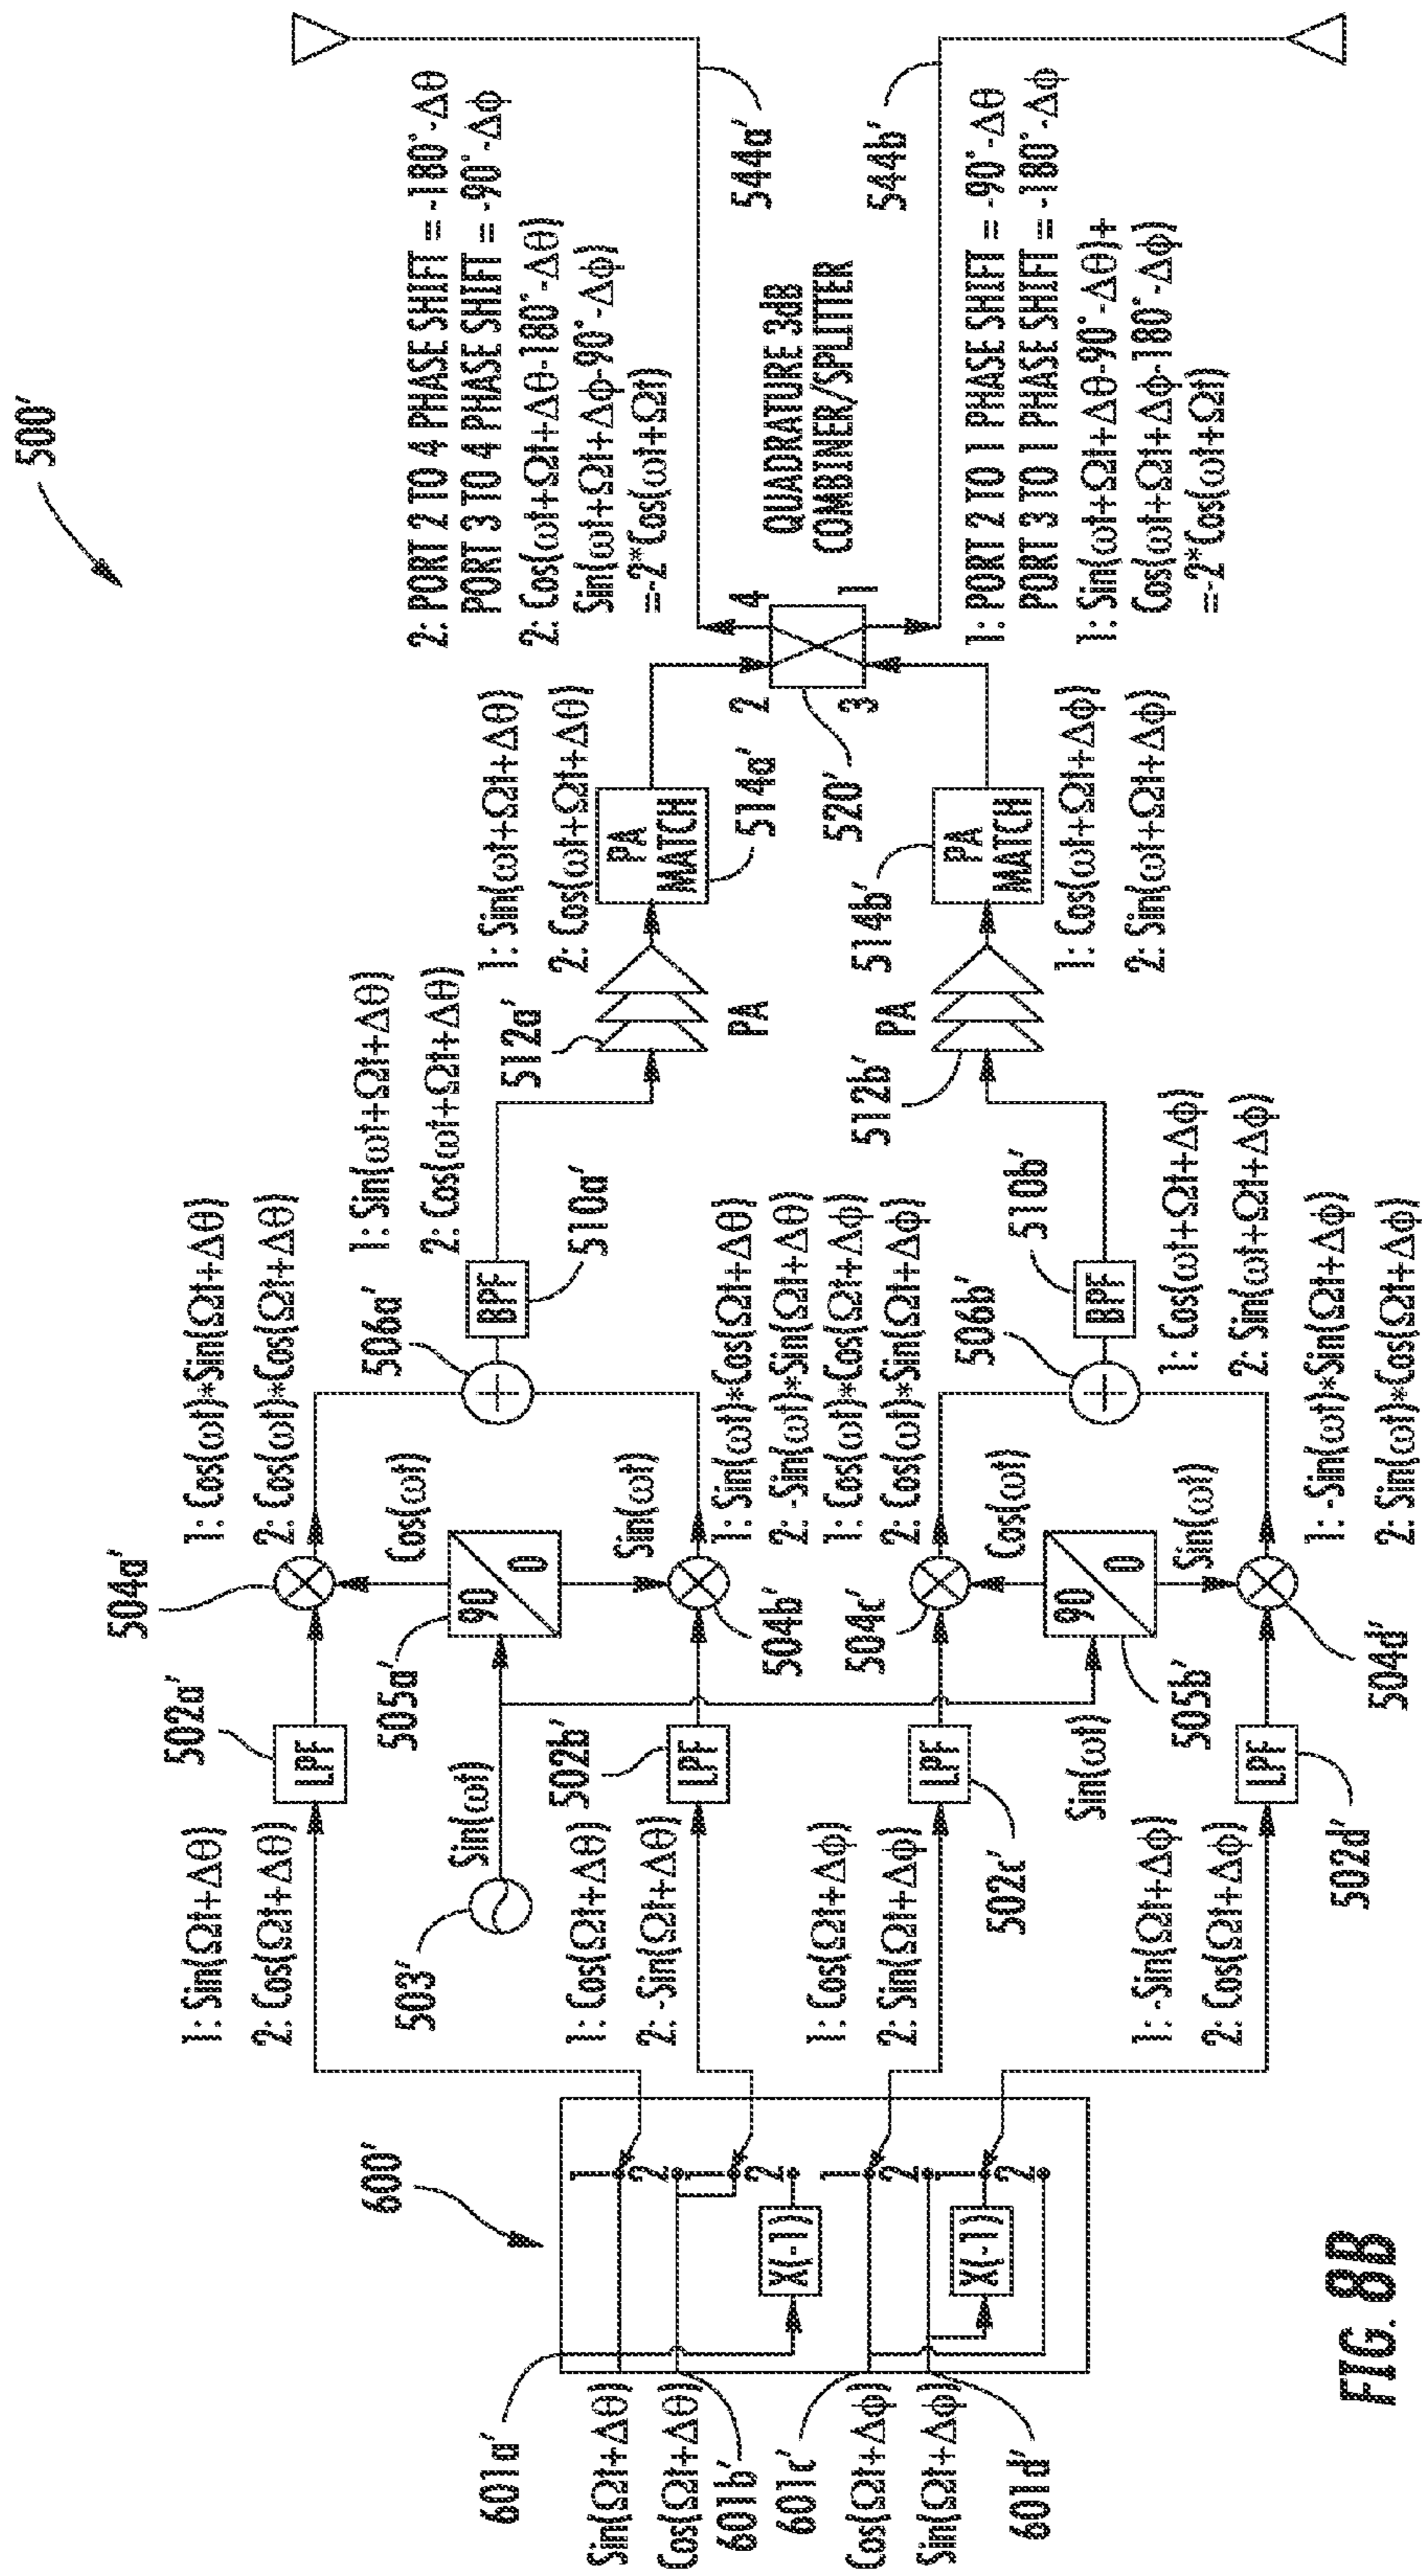 500'
600'
601a'
Sin(Ωt+Δθ)
Cos(Ωt+Δθ)
601b'
601c'
Cos(Ωt+Δϕ)
Sin(Ωt+Δϕ)
601d'
1
2
1
2
X(-1)
1
2
1
2
X(-1)
1: Sin(Ωt+Δθ)
2: Cos(Ωt+Δθ)
503'
Sin(ωt)
1: Cos(Ωt+Δθ)
2: -Sin(Ωt+Δθ)
1: Cos(Ωt+Δϕ)
2: Sin(Ωt+Δϕ)
502c'
Sin(ωt)
1: -Sin(Ωt+Δϕ)
2: Cos(Ωt+Δϕ)
502d'
502a'
LPF
502b'
LPF
LPF
LPF
504a'
505a'
90
0
Cos(ωt)
Sin(ωt)
504b'
504c'
90
0
Cos(ωt)
Sin(ωt)
505b'
504d'
1: Cos(ωt)*Sin(Ωt+Δθ)
2: Cos(ωt)*Cos(Ωt+Δθ)
506a'
BPF
510a'
1: Sin(ωt)*Cos(Ωt+Δθ)
2: -Sin(ωt)*Sin(Ωt+Δθ)
1: Cos(ωt)*Cos(Ωt+Δϕ)
2: Cos(ωt)*Sin(Ωt+Δϕ)
506b'
BPF
510b'
1: Cos(ωt+Ωt+Δϕ)
2: Sin(ωt+Ωt+Δϕ)
1: -Sin(ωt)*Sin(Ωt+Δϕ)
2: Sin(ωt)*Cos(Ωt+Δϕ)
1: Sin(ωt+Ωt+Δθ)
2: Cos(ωt+Ωt+Δθ)
512a'
PA
PA
512b'
1: Sin(ωt+Ωt+Δθ)
2: Cos(ωt+Ωt+Δθ)
PA
MATCH
514a'
520'
514b'
PA
MATCH
1: Cos(ωt+Ωt+Δϕ)
2: Sin(ωt+Ωt+Δϕ)
2
4
3
1
2: PORT 2 TO 4 PHASE SHIFT = -180°-Δθ
PORT 3 TO 4 PHASE SHIFT = -90°-Δϕ
2: Cos(ωt+Ωt+Δθ-180°-Δθ)
Sin(ωt+Ωt+Δϕ-90°-Δϕ)
=-2*Cos(ωt+Ωt)
544a'
QUADRATURE 3dB
COMBINER/SPLITTER
544b'
1: PORT 2 TO 1 PHASE SHIFT = -90°-Δθ
PORT 3 TO 1 PHASE SHIFT = -180°-Δϕ
1: Sin(ωt+Ωt+Δθ-90°-Δθ)+
Cos(ωt+Ωt+Δϕ-180°-Δϕ)
=-2*Cos(ωt+Ωt)
FIG. 8B